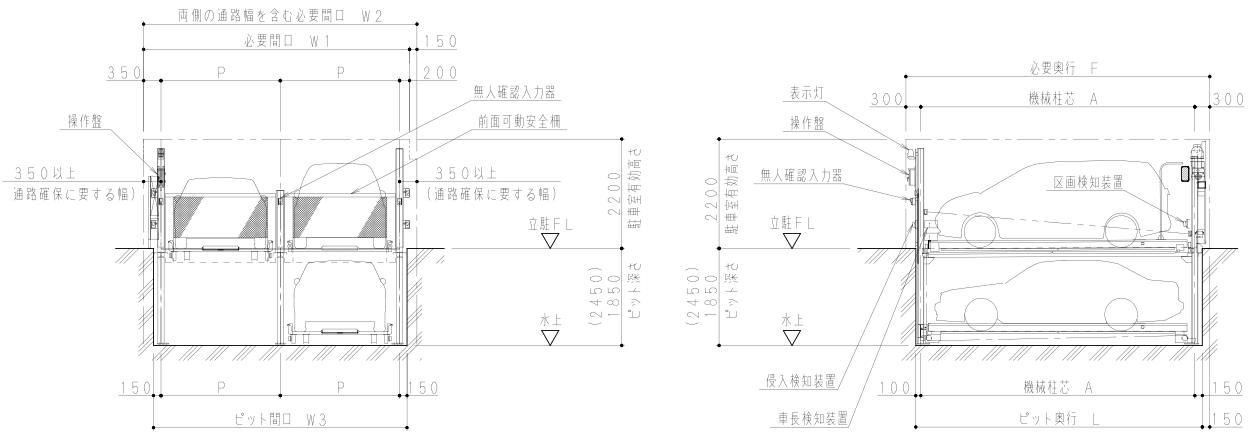 両側の通路幅を含む必要間口 W2
必要間口 W1
150
350
P
P
200
無人確認入力器
前面可動安全柵
操作盤
350以上
(通路確保に要する幅)
350以上
(通路確保に要する幅)
2200
駐車室有効高さ
立駐FL
(2450)
1850
ピット深さ
水上
150
P
P
150
ピット間口 W3
必要奥行 F
300
機械柱芯 A
300
表示灯
操作盤
無人確認入力器
区画検知装置
2200
駐車室有効高さ
立駐FL
(2450)
1850
ピット深さ
水上
侵入検知装置
車長検知装置
100
機械柱芯 A
150
ピット奥行 L
150